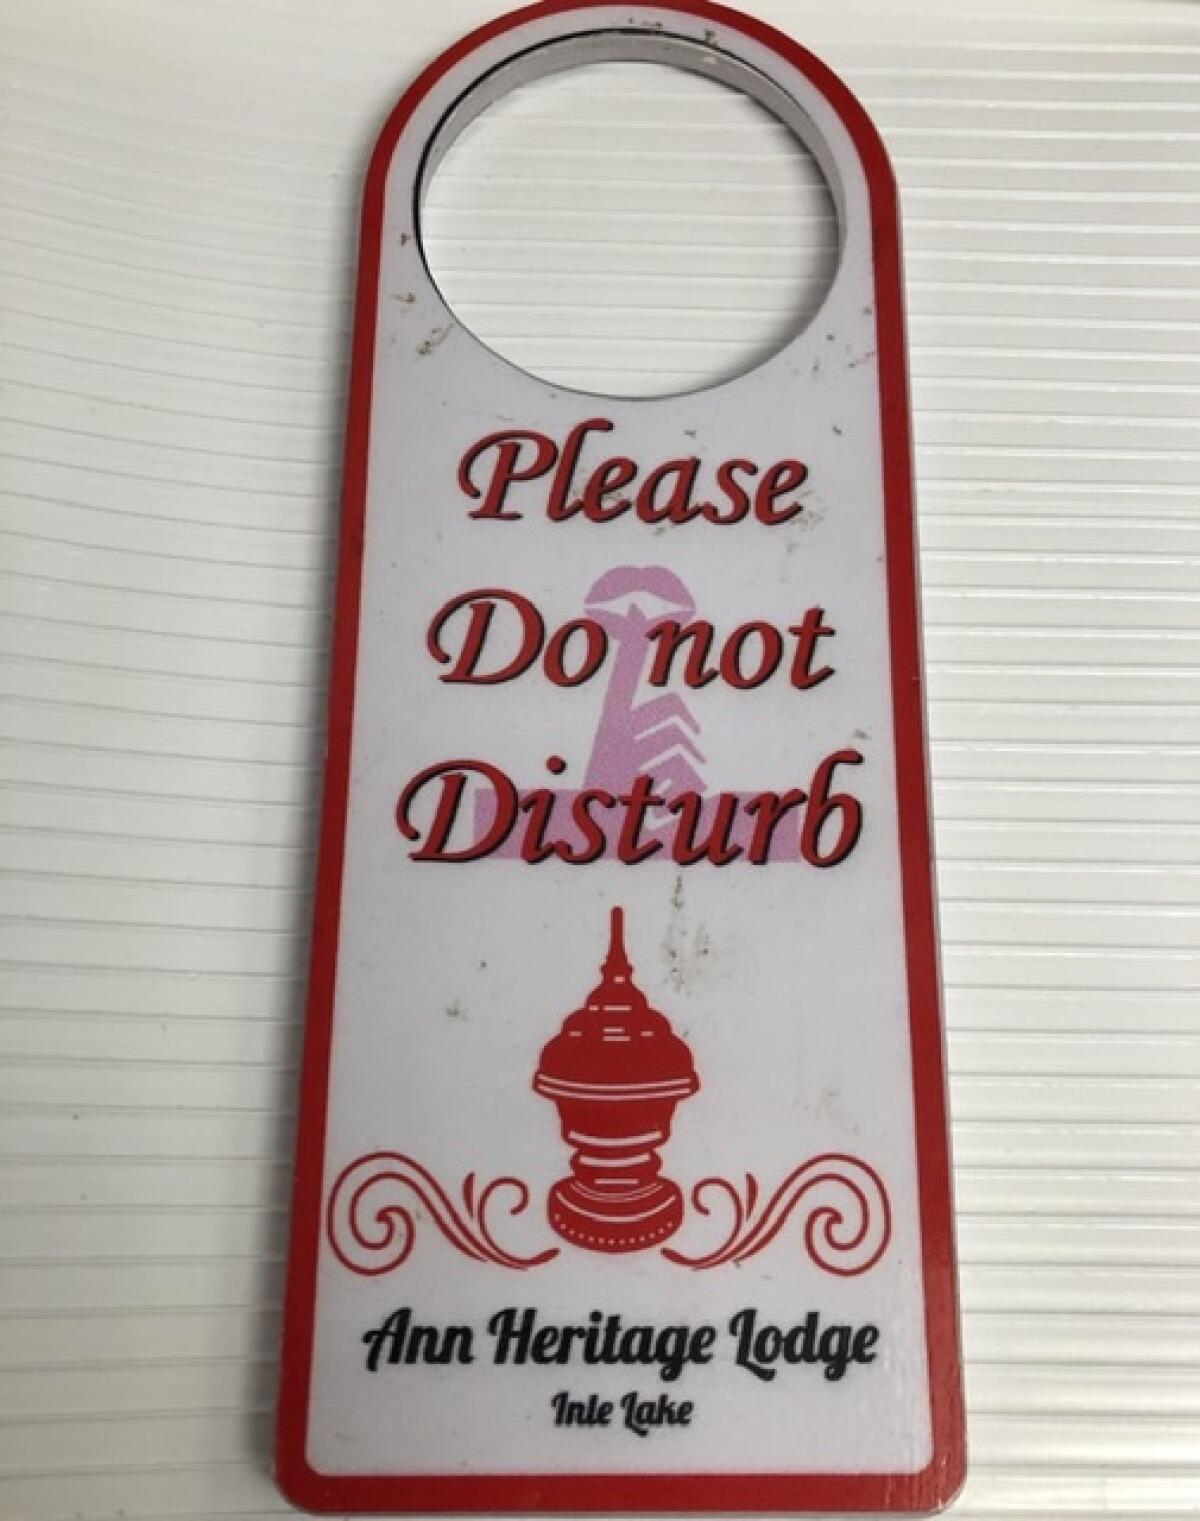 Please
Do not
Disturb
Ann Heritage Lodge
Inle Lake